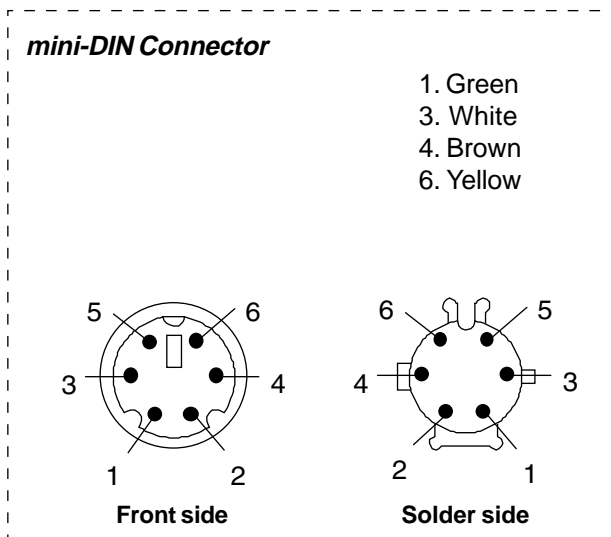 mini-DIN Connector
1. Green
3. White
4. Brown
6. Yellow
5 6
3 4
1 2
Front side
6 5
4 3
2 1
Solder side